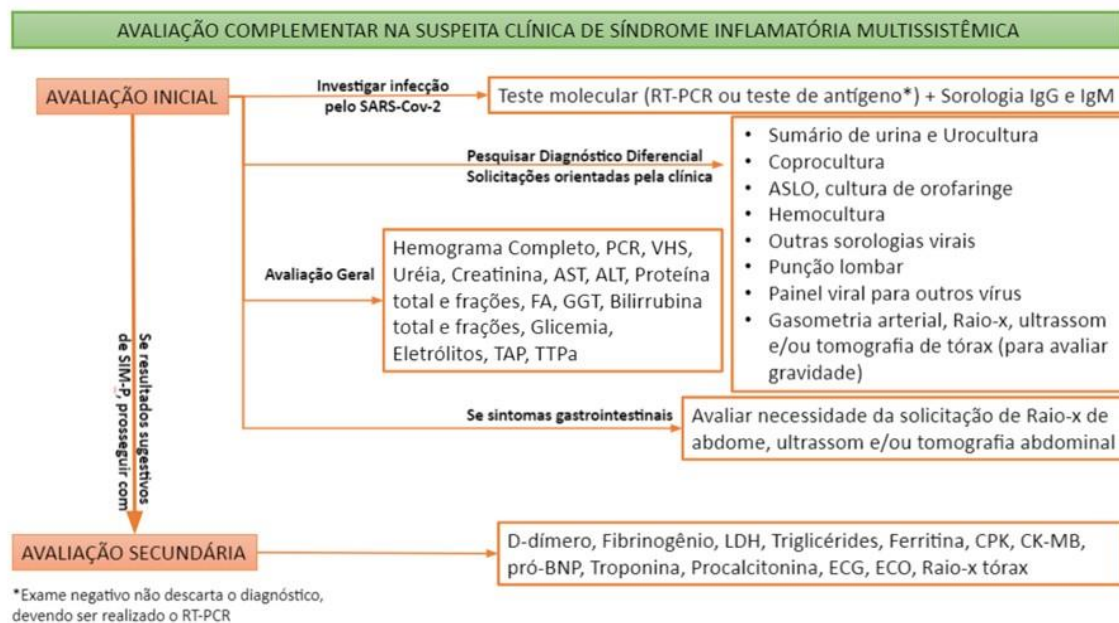 AVALIAÇÃO COMPLEMENTAR NA SUSPEITA CLÍNICA DE SÍNDROME INFLAMATÓRIA MULTISSISTÊMICA
AVALIAÇÃO INICIAL
Investigar infecção
pelo SARS-Cov-2
Teste molecular (RT-PCR ou teste de antígeno*) + Sorologia IgG e IgM
Pesquisar Diagnóstico Diferencial
Solicitações orientadas pela clínica
• Sumário de urina e Urocultura
• Coprocultura
• ASLO, cultura de orofaringe
• Hemocultura
• Outras sorologias virais
• Punção lombar
• Painel viral para outros vírus
• Gasometria arterial, Raio-x, ultrassom
e/ou tomografia de tórax (para avaliar
gravidade)
Avaliação Geral
Hemograma Completo, PCR, VHS,
Uréia, Creatinina, AST, ALT, Proteína
total e frações, FA, GGT, Bilirrubina
total e frações, Glicemia,
Eletrólitos, TAP, TTPa
Se sintomas gastrointestinais
Avaliar necessidade da solicitação de Raio-x de
abdome, ultrassom e/ou tomografia abdominal
Se resultados sugestivos
de SIM-P, prosseguir com
AVALIAÇÃO SECUNDÁRIA
D-dímero, Fibrinogênio, LDH, Triglicérides, Ferritina, CPK, CK-MB,
pró-BNP, Troponina, Procalcitonina, ECG, ECO, Raio-x tórax
*Exame negativo não descarta o diagnóstico,
devendo ser realizado o RT-PCR